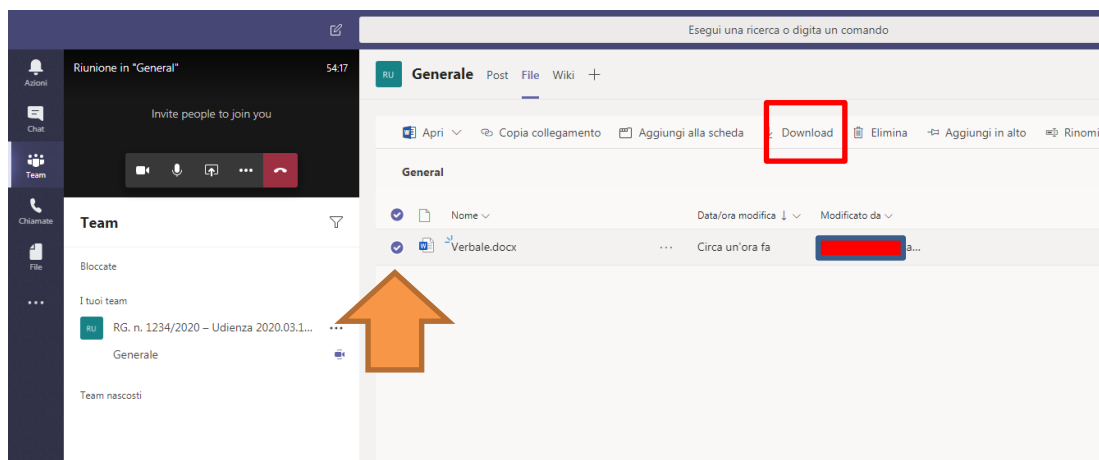 Esegui una ricerca o digita un comando
Azioni
Chat
Team
Chiamate
File
Riunione in "General" 54:17
Invite people to join you
Team
Bloccate
I tuoi team
RU RG. n. 1234/2020 – Udienza 2020.03.1... ...
Generale
Team nascosti
RU Generale Post File Wiki +
Apri Copia collegamento Aggiungi alla scheda Download Elimina Aggiungi in alto Rinomi
General
Nome Data/ora modifica ↓ Modificato da
Verbale.docx ... Circa un'ora fa a...